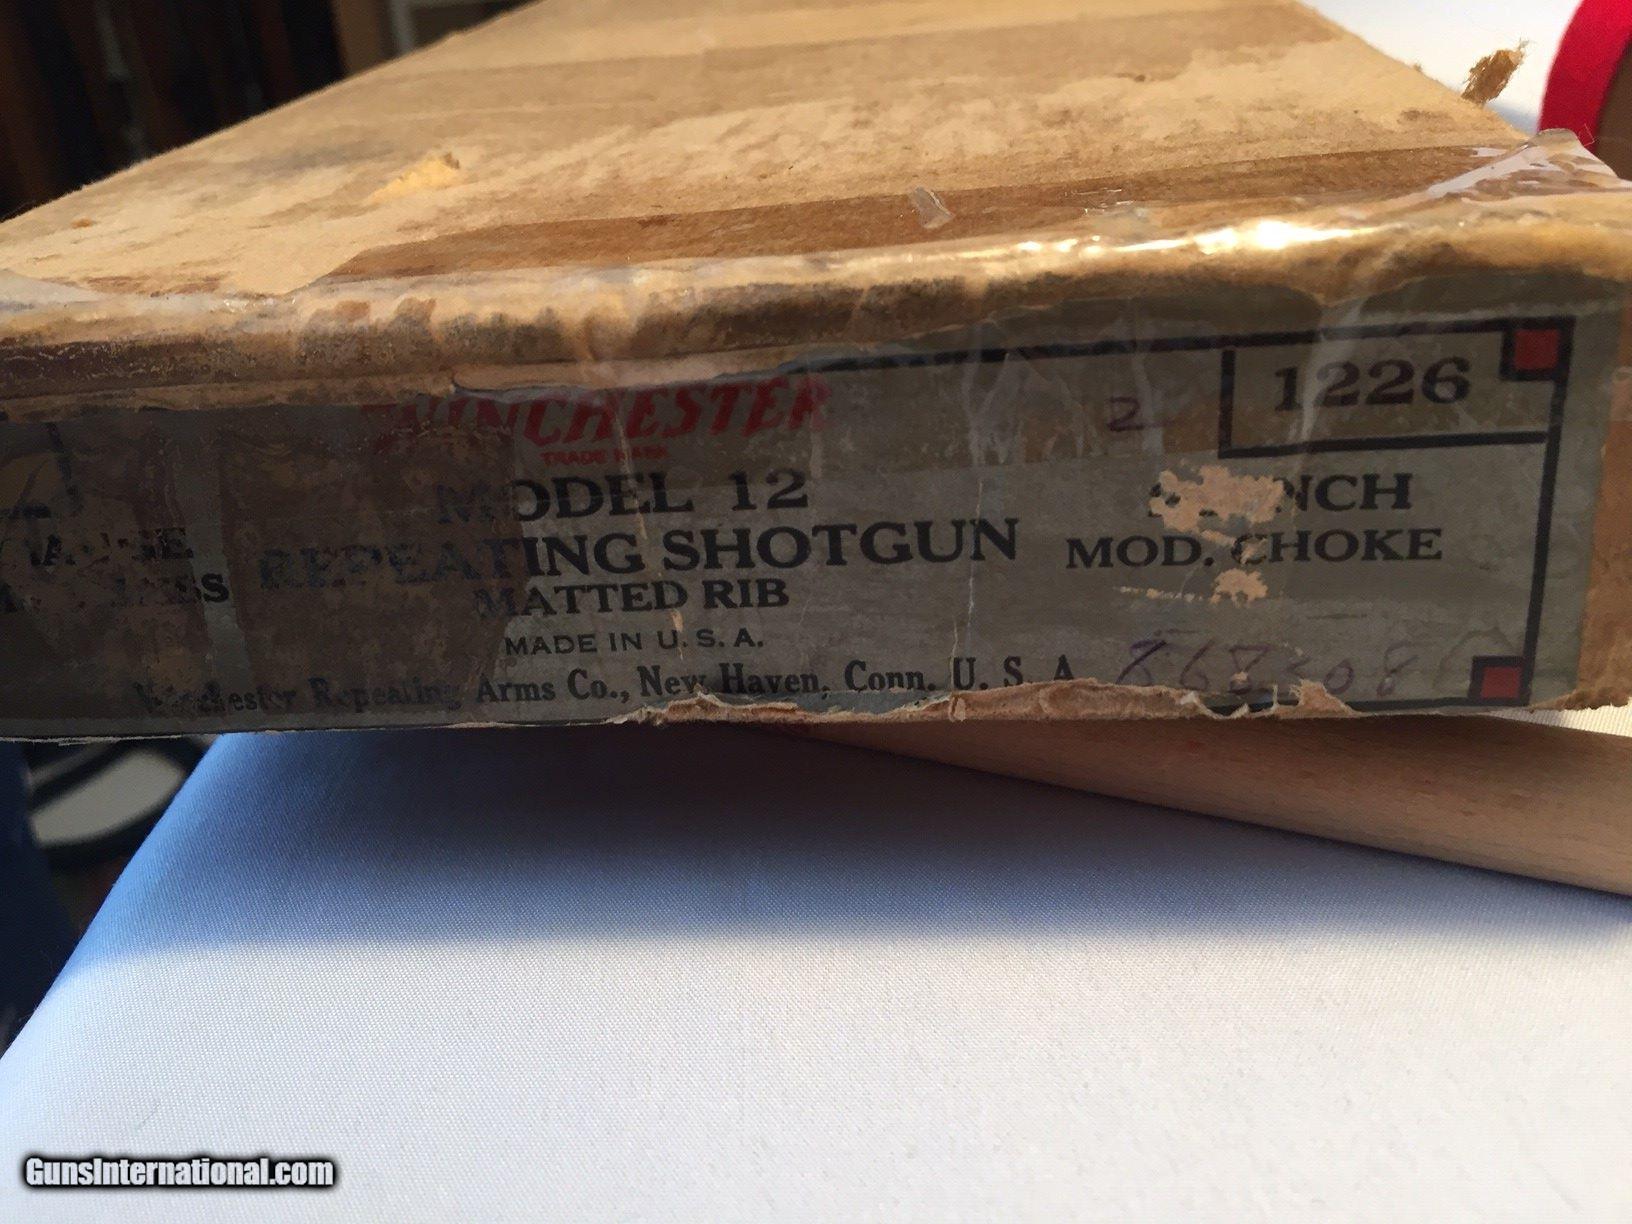 WINCHESTER
TRADE MARK
2
1226
MODEL 12
REPEATING SHOTGUN
MATTED RIB
MADE IN U.S.A.
Winchester Repeating Arms Co., New Haven, Conn. U. S. A.
INCH
MOD. CHOKE
GunsInternational.com